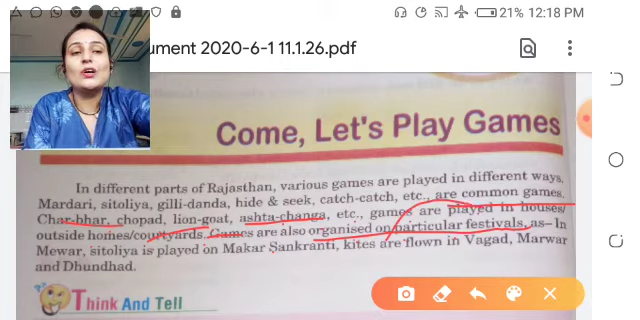 21% 12:18 PM
ument 2020-6-1 11.1.26.pdf
Come, Let's Play Games
In different parts of Rajasthan, various games are played in different ways.
Mardari, sitoliya, gilli-danda, hide & seek, catch-catch, etc., are common games.
Char-bhar, chopad, lion-goat, ashta-changa, etc., games are played in houses/
outside homes/courtyards. Games are also organised on particular festivals, as– In
Mewar, sitoliya is played on Makar Sankranti, kites are flown in Vagad, Marwar
and Dhundhad.
Think And Tell